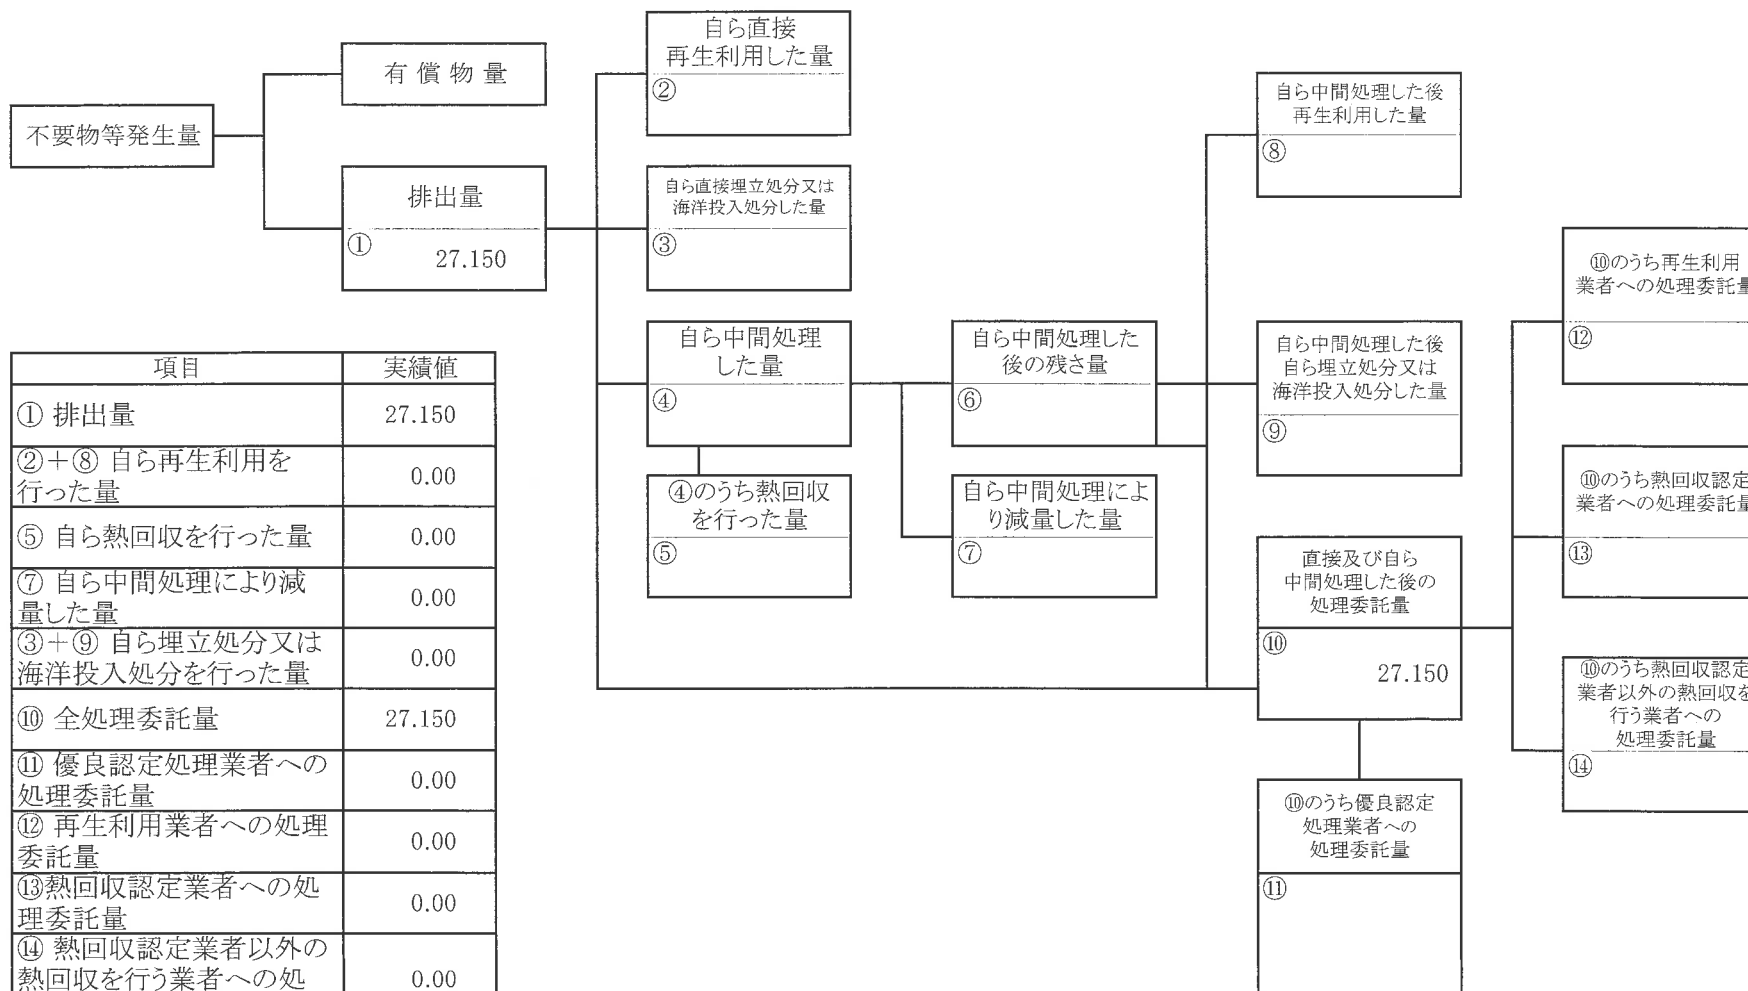 不要物等発生量
有償物量
排出量
①
27.150
自ら直接
再生利用した量
②
自ら直接埋立処分又は
海洋投入処分した量
③
自ら中間処理
した量
④
④のうち熱回収
を行った量
⑤
自ら中間処理した
後の残さ量
⑥
自ら中間処理によ
り減量した量
⑦
自ら中間処理した後
再生利用した量
⑧
自ら中間処理した後
自ら埋立処分又は
海洋投入処分した量
⑨
直接及び自ら
中間処理した後の
処理委託量
⑩
27.150
⑩のうち優良認定
処理業者への
処理委託量
⑪
⑩のうち再生利用
業者への処理委託量
⑫
⑩のうち熱回収認定
業者への処理委託量
⑬
⑩のうち熱回収認定
業者以外の熱回収を
行う業者への
処理委託量
⑭
項目 実績値
① 排出量 27.150
②+⑧ 自ら再生利用を
行った量 0.00
⑤ 自ら熱回収を行った量 0.00
⑦ 自ら中間処理により減
量した量 0.00
③+⑨ 自ら埋立処分又は
海洋投入処分を行った量 0.00
⑩ 全処理委託量 27.150
⑪ 優良認定処理業者への
処理委託量 0.00
⑫ 再生利用業者への処理
委託量 0.00
⑬熱回収認定業者への処
理委託量 0.00
⑭ 熱回収認定業者以外の
熱回収を行う業者への処 0.00